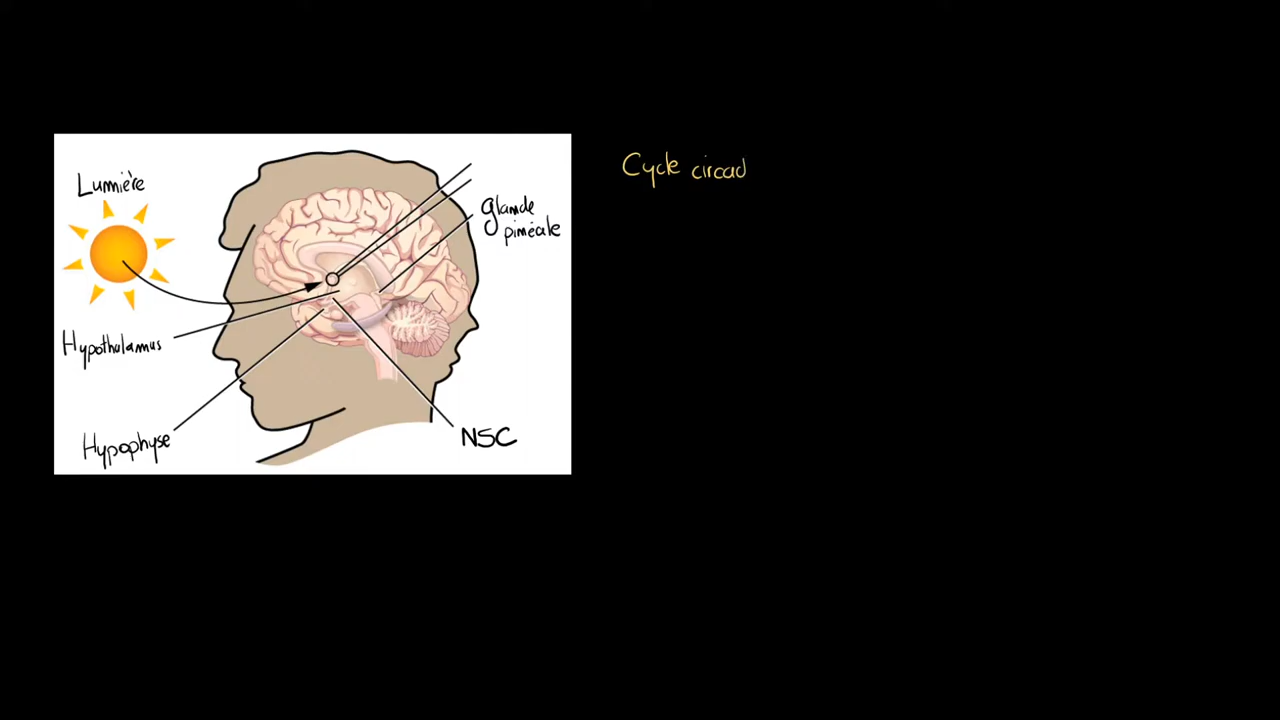 Lumière
Cycle circad
glande
pinéale
Hypothalamus
Hypophyse
NSC